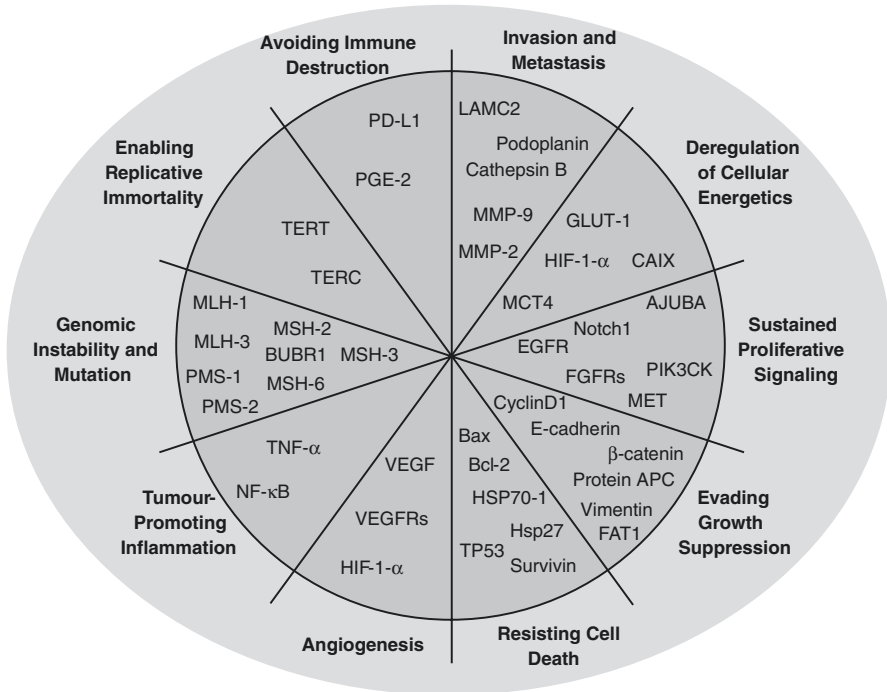 Avoiding Immune
Destruction
PD-L1
PGE-2
Invasion and
Metastasis
LAMC2
Podoplanin
Cathepsin B
MMP-9
MMP-2
Deregulation
of Cellular
Energetics
GLUT-1
HIF-1-α CAIX
MCT4
Sustained
Proliferative
Signaling
AJUBA
Notch1
EGFR
PIK3CK
FGFRs
MET
Evading
Growth
Suppression
CyclinD1
E-cadherin
β-catenin
Protein APC
Vimentin
FAT1
Resisting Cell
Death
Bax
Bcl-2
HSP70-1
Hsp27
TP53
Survivin
Angiogenesis
VEGF
VEGFRs
HIF-1-α
Tumour-
Promoting
Inflammation
TNF-α
NF-κB
Genomic
Instability and
Mutation
MLH-1
MSH-2
MLH-3
BUBR1 MSH-3
PMS-1
MSH-6
PMS-2
Enabling
Replicative
Immortality
TERT
TERC